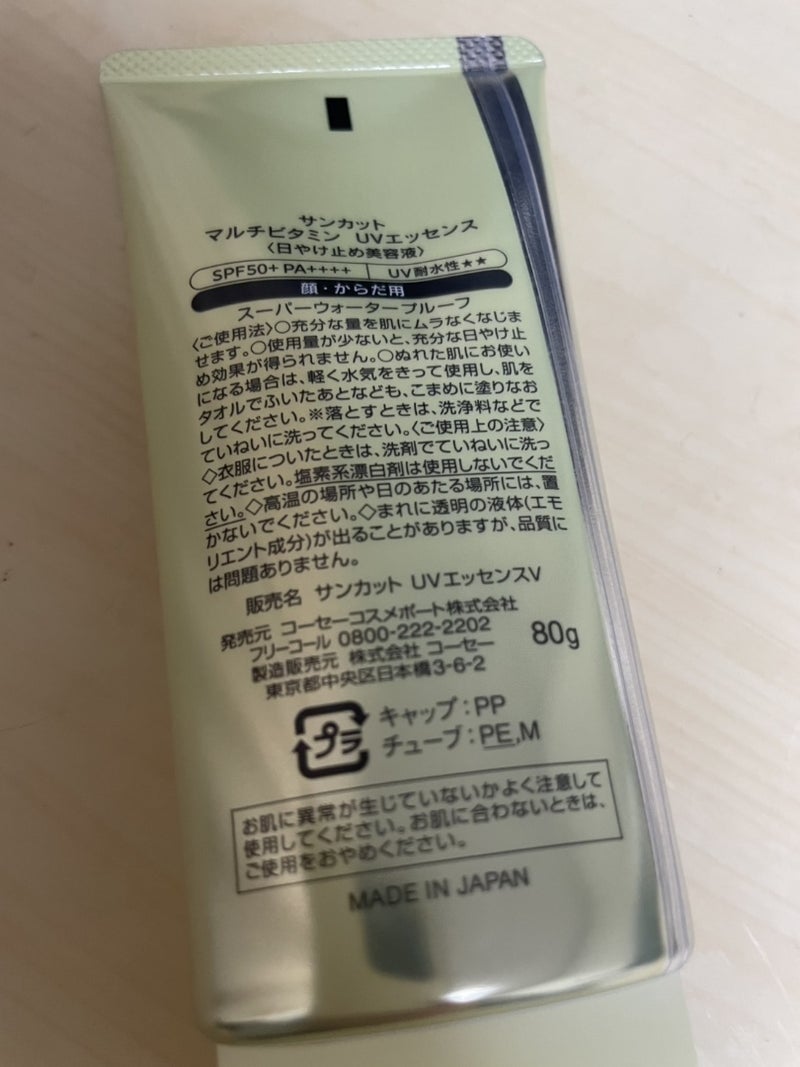 サンカット
マルチビタミン UVエッセンス
〈日やけ止め美容液〉
SPF50+ PA++++ UV耐水性★★
顔・からだ用
スーパーウォータープルーフ
〈ご使用法〉○充分な量を肌にムラなくなじま
せます。○使用量が少ないと、充分な日やけ止
め効果が得られません。○ぬれた肌にお使い
になる場合は、軽く水気をきって使用し、肌を
タオルでふいたあとなども、こまめに塗りなお
してください。※落とすときは、洗浄料などで
ていねいに洗ってください。〈ご使用上の注意〉
◇衣服についたときは、洗剤でていねいに洗っ
てください。塩素系漂白剤は使用しないでくだ
さい。◇高温の場所や日のあたる場所には、置
かないでください。◇まれに透明の液体(エモ
リエント成分)が出ることがありますが、品質に
は問題ありません。
販売名 サンカット UVエッセンスV
発売元 コーセーコスメポート株式会社
フリーコール 0800-222-2202
製造販売元 株式会社 コーセー
東京都中央区日本橋3-6-2
80g
プラ
キャップ:PP
チューブ:PE,M
お肌に異常が生じていないかよく注意して
使用してください。お肌に合わないときは、
ご使用をおやめください。
MADE IN JAPAN